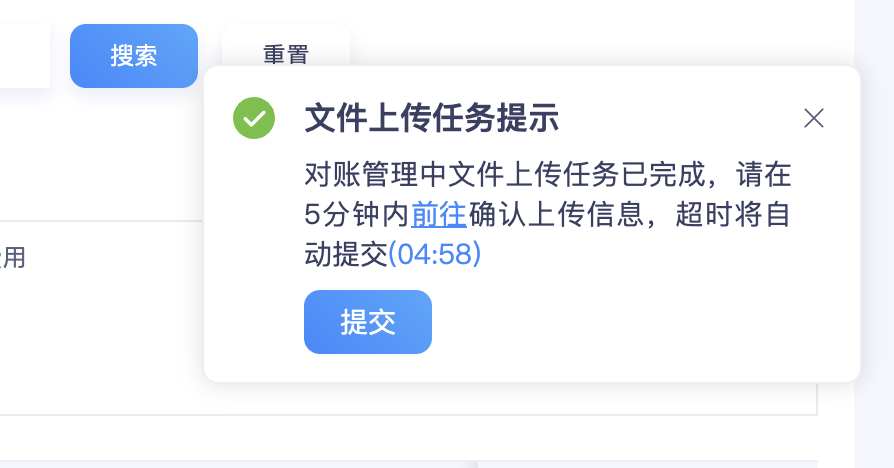 搜索
重置
文件上传任务提示
对账管理中文件上传任务已完成，请在
5分钟内前往确认上传信息，超时将自
用
动提交(04:58)
提交